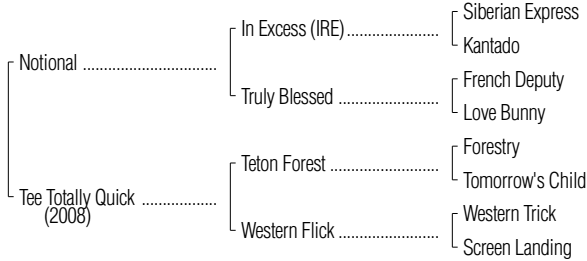 Siberian Express
In Excess (IRE)......................
Kantado
Notional ................................
French Deputy
Truly Blessed ........................
Love Bunny
Forestry
Teton Forest ..........................
Tomorrow's Child
Tee Totally Quick ..................
(2008)
Western Trick
Western Flick ........................
Screen Landing